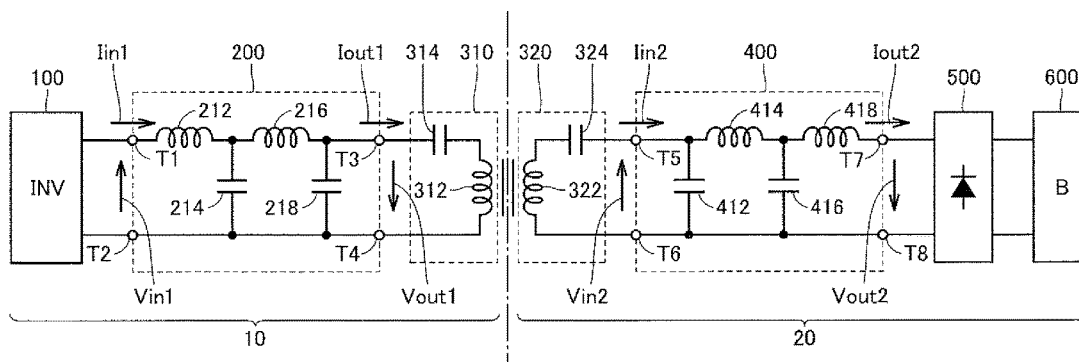 Iin1 200 Iout1 314 310 320 324 Iin2 400 Iout2
100 212 216 414 418 500 600
T1 T3 T5 T7
INV 214 218 312 322 412 416 B
T2 T4 T6 T8
Vin1 Vout1 Vin2 Vout2
10 20